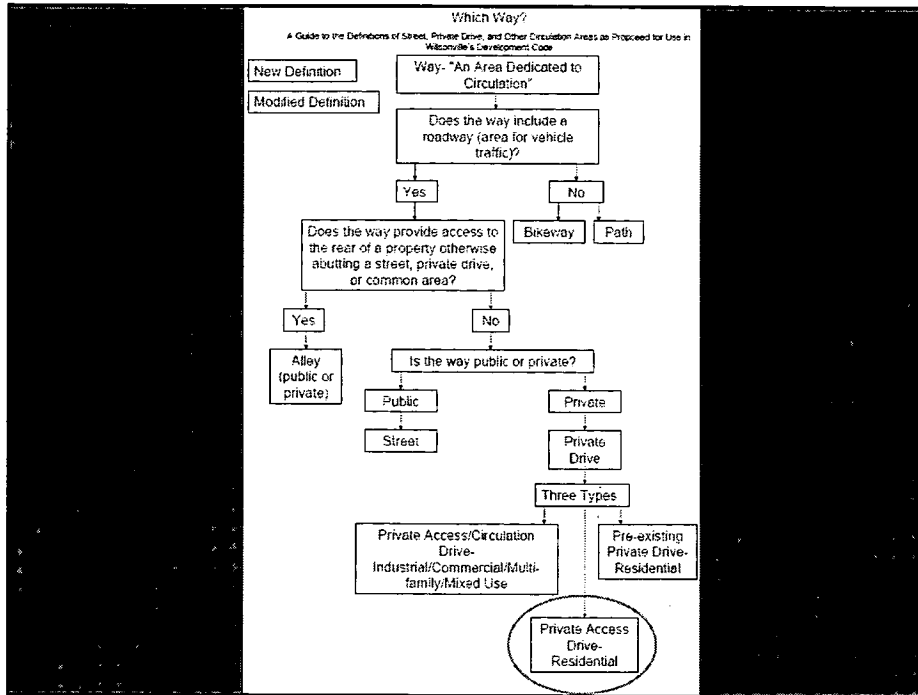 Which Way?
A Guide to the Definitions of Street, Private Drive, and Other Circulation Areas as Proposed for Use in
Wilsonville's Development Code
New Definition
Modified Definition
Way- "An Area Dedicated to
Circulation"
Does the way include a
roadway (area for vehicle
traffic)?
Yes
No
Bikeway
Path
Does the way provide access to
the rear of a property otherwise
abutting a street, private drive,
or common area?
Yes
No
Alley
(public or
private)
Is the way public or private?
Public
Private
Street
Private
Drive
Three Types
Private Access/Circulation
Drive-
Industrial/Commercial/Multi-
family/Mixed Use
Pre-existing
Private Drive-
Residential
Private Access
Drive-
Residential